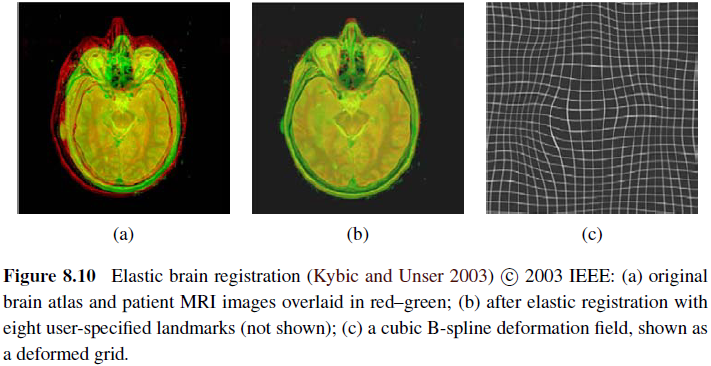 (a) (b) (c)
Figure 8.10 Elastic brain registration (Kybic and Unser 2003) © 2003 IEEE: (a) original
brain atlas and patient MRI images overlaid in red–green; (b) after elastic registration with
eight user-specified landmarks (not shown); (c) a cubic B-spline deformation field, shown as
a deformed grid.